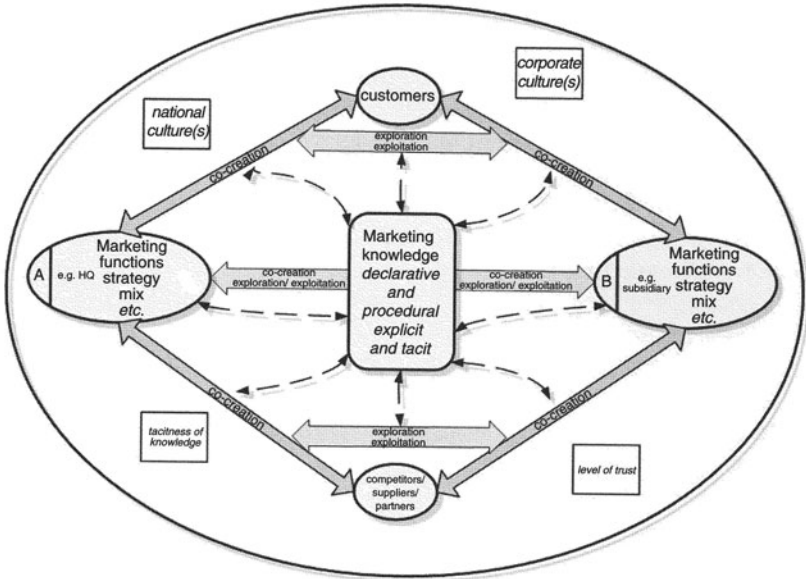 corporate
culture(s)
national
culture(s)
customers
exploration
exploitation
co-creation
co-creation
Marketing
functions
strategy
mix
etc.
A
e.g. HQ
co-creation
exploration/ exploitation
Marketing
knowledge
declarative
and
procedural
explicit
and tacit
co-creation
exploration/ exploitation
B
e.g.
subsidiary
Marketing
functions
strategy
mix
etc.
co-creation
co-creation
tacitness of
knowledge
exploration
exploitation
level of trust
competitors/
suppliers/
partners